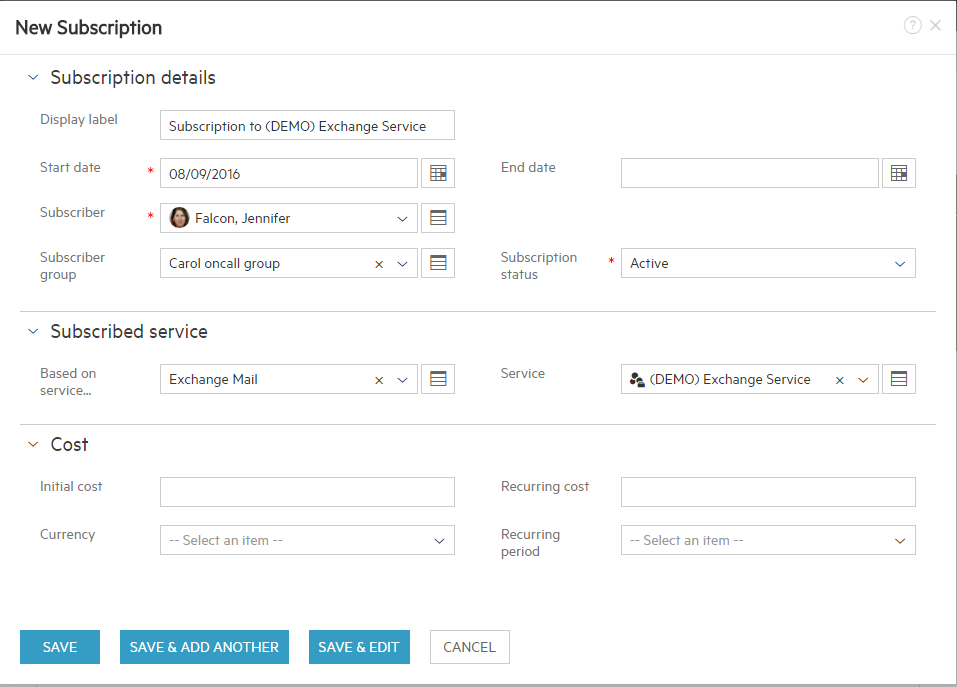 New Subscription
?
Subscription details
Display label
Subscription to (DEMO) Exchange Service
Start date * 08/09/2016
End date
Subscriber * Falcon, Jennifer
Subscriber
group
Carol oncall group
Subscription
status
* Active
Subscribed service
Based on
service...
Exchange Mail
Service (DEMO) Exchange Service
Cost
Initial cost
Recurring cost
Currency -- Select an item --
Recurring
period
-- Select an item --
SAVE SAVE & ADD ANOTHER SAVE & EDIT CANCEL